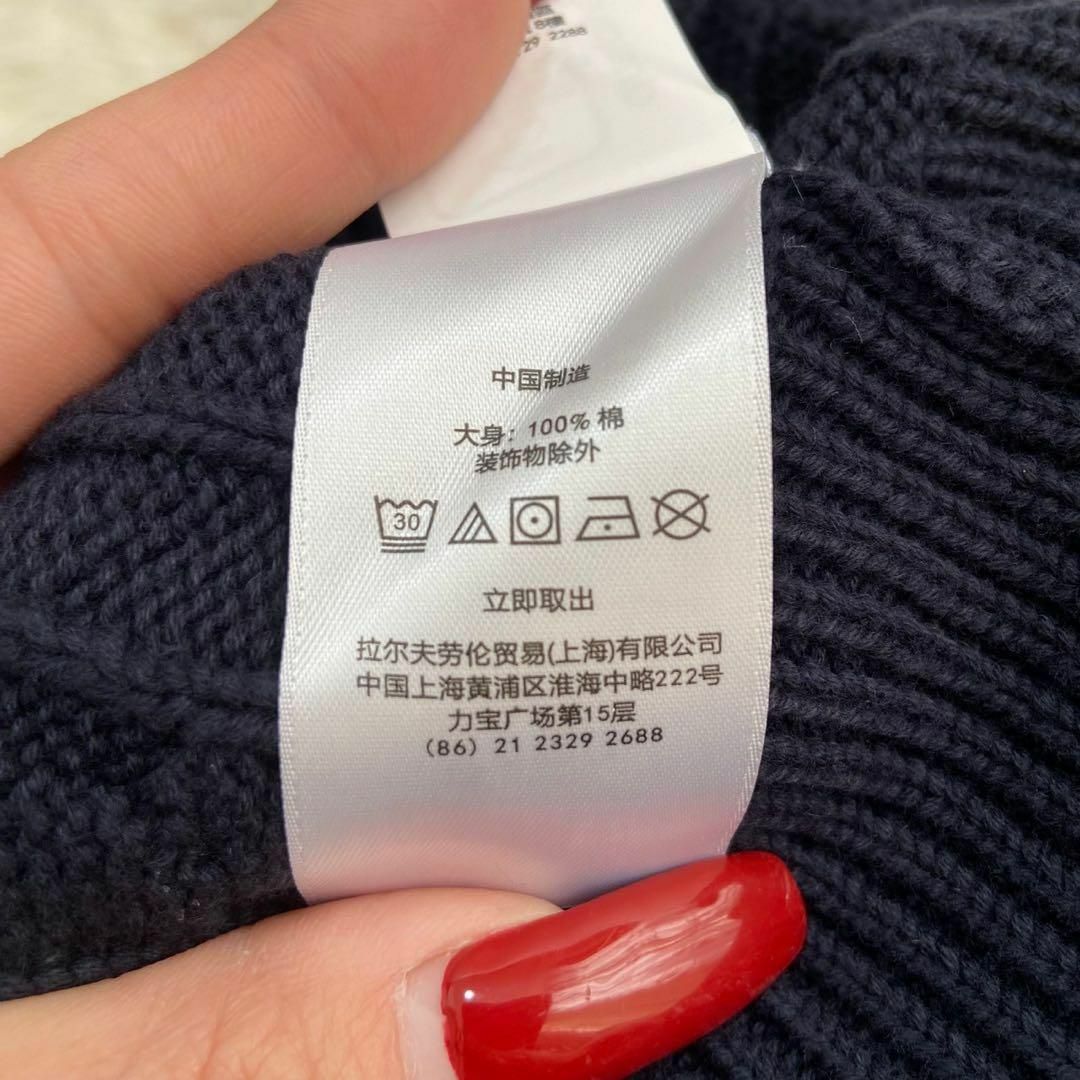 29 2288
中国制造
大身: 100% 棉
装饰物除外
30
立即取出
拉尔夫劳伦贸易(上海)有限公司
中国上海黄浦区淮海中略222号
力宝广场第15层
(86) 21 2329 2688